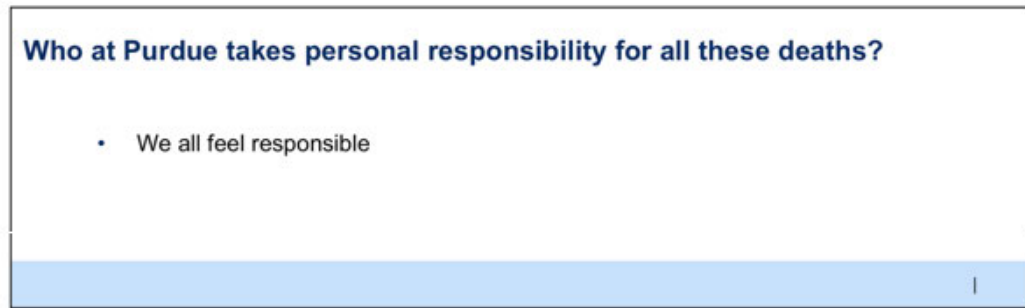 Who at Purdue takes personal responsibility for all these deaths?
• We all feel responsible
|